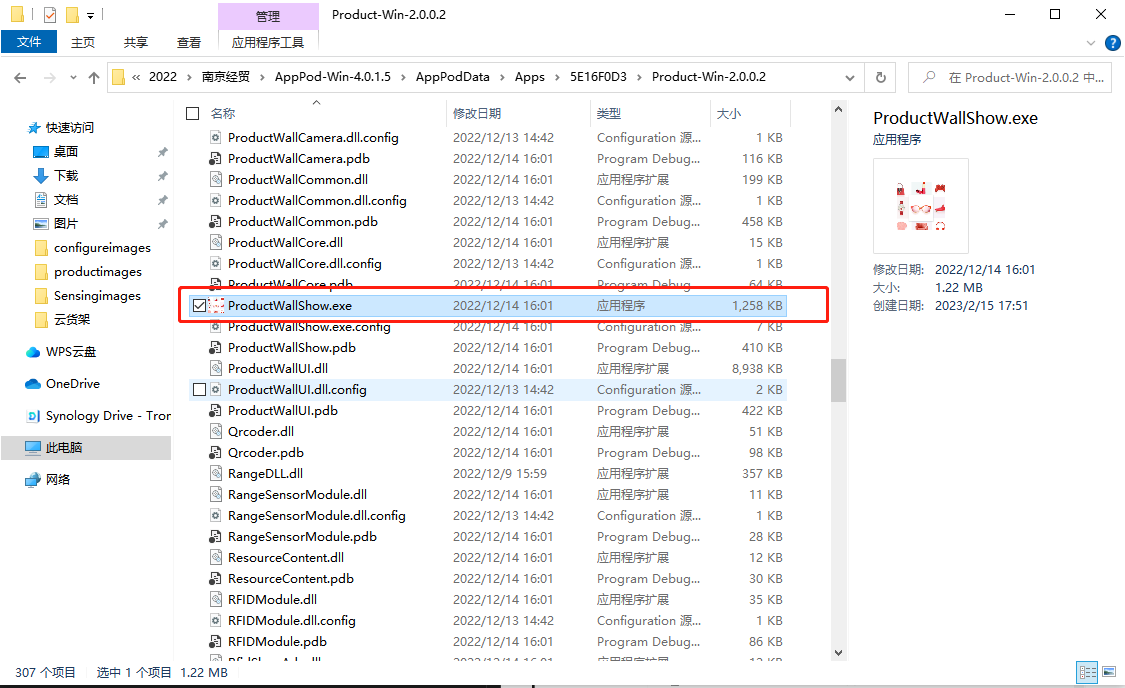 管理
Product-Win-2.0.0.2
文件 主页 共享 查看 应用程序工具
« 2022 › 南京经贸 › AppPod-Win-4.0.1.5 › AppPodData › Apps › 5E16F0D3 › Product-Win-2.0.0.2
在 Product-Win-2.0.0.2 中...
快速访问
桌面
下载
文档
图片
configureimages
productimages
Sensingimages
云货架
WPS云盘
OneDrive
Synology Drive - Tror
此电脑
网络
名称 修改日期 类型 大小
ProductWallCamera.dll.config 2022/12/13 14:42 Configuration 源... 1 KB
ProductWallCamera.pdb 2022/12/14 16:01 Program Debug... 116 KB
ProductWallCommon.dll 2022/12/14 16:01 应用程序扩展 199 KB
ProductWallCommon.dll.config 2022/12/13 14:42 Configuration 源... 1 KB
ProductWallCommon.pdb 2022/12/14 16:01 Program Debug... 458 KB
ProductWallCore.dll 2022/12/14 16:01 应用程序扩展 15 KB
ProductWallCore.dll.config 2022/12/13 14:42 Configuration 源... 1 KB
ProductWallCore.pdb 2022/12/14 16:01 Program Debug... 64 KB
ProductWallShow.exe 2022/12/14 16:01 应用程序 1,258 KB
ProductWallShow.exe.config 2022/12/13 14:42 Configuration 源... 7 KB
ProductWallShow.pdb 2022/12/14 16:01 Program Debug... 410 KB
ProductWallUI.dll 2022/12/14 16:01 应用程序扩展 8,938 KB
ProductWallUI.dll.config 2022/12/13 14:42 Configuration 源... 2 KB
ProductWallUI.pdb 2022/12/14 16:01 Program Debug... 422 KB
Qrcoder.dll 2022/12/14 16:01 应用程序扩展 51 KB
Qrcoder.pdb 2022/12/14 16:01 Program Debug... 98 KB
RangeDLL.dll 2022/12/9 15:59 应用程序扩展 357 KB
RangeSensorModule.dll 2022/12/14 16:01 应用程序扩展 11 KB
RangeSensorModule.dll.config 2022/12/13 14:42 Configuration 源... 1 KB
RangeSensorModule.pdb 2022/12/14 16:01 Program Debug... 28 KB
ResourceContent.dll 2022/12/14 16:01 应用程序扩展 12 KB
ResourceContent.pdb 2022/12/14 16:01 Program Debug... 30 KB
RFIDModule.dll 2022/12/14 16:01 应用程序扩展 35 KB
RFIDModule.dll.config 2022/12/13 14:42 Configuration 源... 1 KB
RFIDModule.pdb 2022/12/14 16:01 Program Debug... 86 KB
ProductWallShow.exe
应用程序
修改日期: 2022/12/14 16:01
大小: 1.22 MB
创建日期: 2023/2/15 17:51
307 个项目 选中 1 个项目 1.22 MB